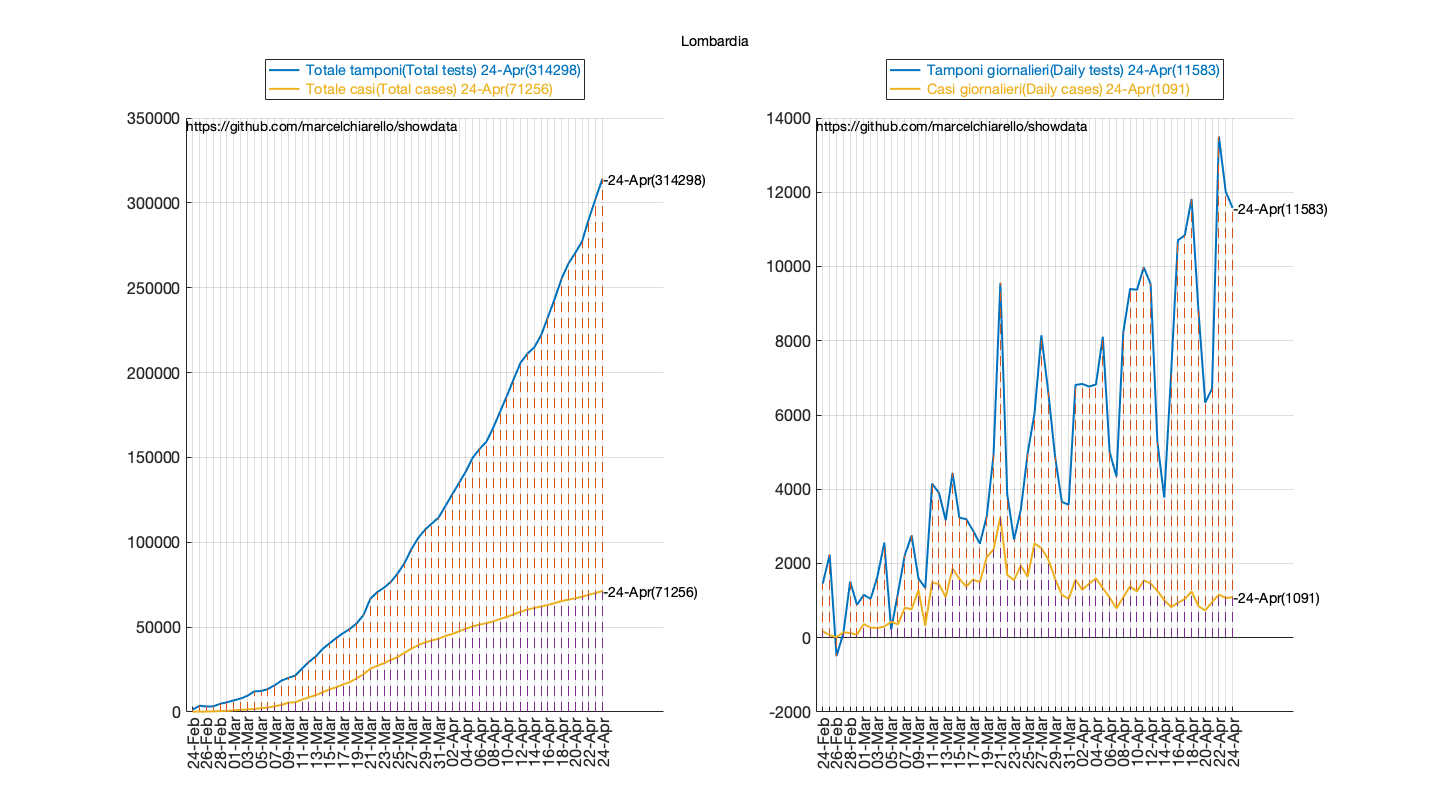 Lombardia
Totale tamponi(Total tests) 24-Apr(314298)
Totale casi(Total cases) 24-Apr(71256)
350000
https://github.com/marcelchiarello/showdata
300000
250000
200000
150000
100000
50000
0
-24-Apr(314298)
-24-Apr(71256)
24-Feb
26-Feb
28-Feb
01-Mar
03-Mar
05-Mar
07-Mar
09-Mar
11-Mar
13-Mar
15-Mar
17-Mar
19-Mar
21-Mar
23-Mar
25-Mar
27-Mar
29-Mar
31-Mar
02-Apr
04-Apr
06-Apr
08-Apr
10-Apr
12-Apr
14-Apr
16-Apr
18-Apr
20-Apr
22-Apr
24-Apr
Tamponi giornalieri(Daily tests) 24-Apr(11583)
Casi giornalieri(Daily cases) 24-Apr(1091)
14000
https://github.com/marcelchiarello/showdata
12000
10000
8000
6000
4000
2000
0
-2000
-24-Apr(11583)
-24-Apr(1091)
24-Feb
26-Feb
28-Feb
01-Mar
03-Mar
05-Mar
07-Mar
09-Mar
11-Mar
13-Mar
15-Mar
17-Mar
19-Mar
21-Mar
23-Mar
25-Mar
27-Mar
29-Mar
31-Mar
02-Apr
04-Apr
06-Apr
08-Apr
10-Apr
12-Apr
14-Apr
16-Apr
18-Apr
20-Apr
22-Apr
24-Apr